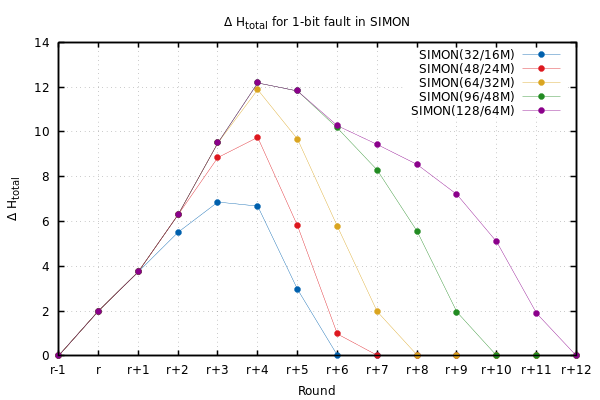 Δ Htotal for 1-bit fault in SIMON
14
12
10
8
6
4
2
0
Δ Htotal
SIMON(32/16M)
SIMON(48/24M)
SIMON(64/32M)
SIMON(96/48M)
SIMON(128/64M)
r-1 r r+1 r+2 r+3 r+4 r+5 r+6 r+7 r+8 r+9 r+10 r+11 r+12
Round